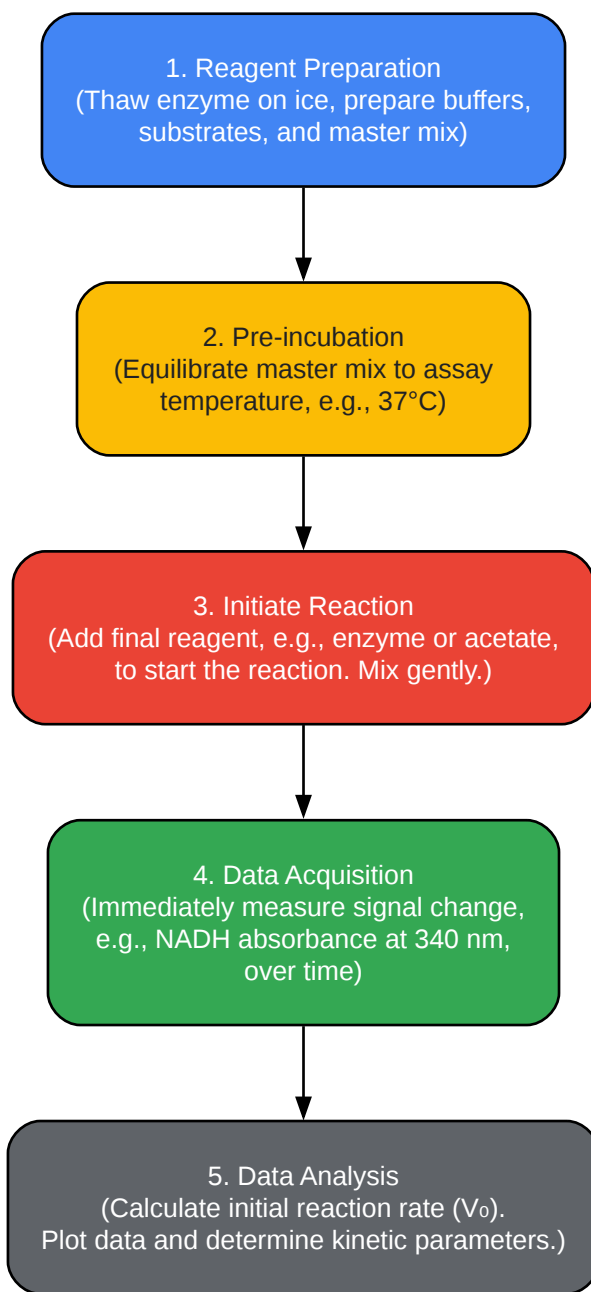 1. Reagent Preparation
(Thaw enzyme on ice, prepare buffers,
substrates, and master mix)
2. Pre-incubation
(Equilibrate master mix to assay
temperature, e.g., 37°C)
3. Initiate Reaction
(Add final reagent, e.g., enzyme or acetate,
to start the reaction. Mix gently.)
4. Data Acquisition
(Immediately measure signal change,
e.g., NADH absorbance at 340 nm,
over time)
5. Data Analysis
(Calculate initial reaction rate (V₀).
Plot data and determine kinetic parameters.)